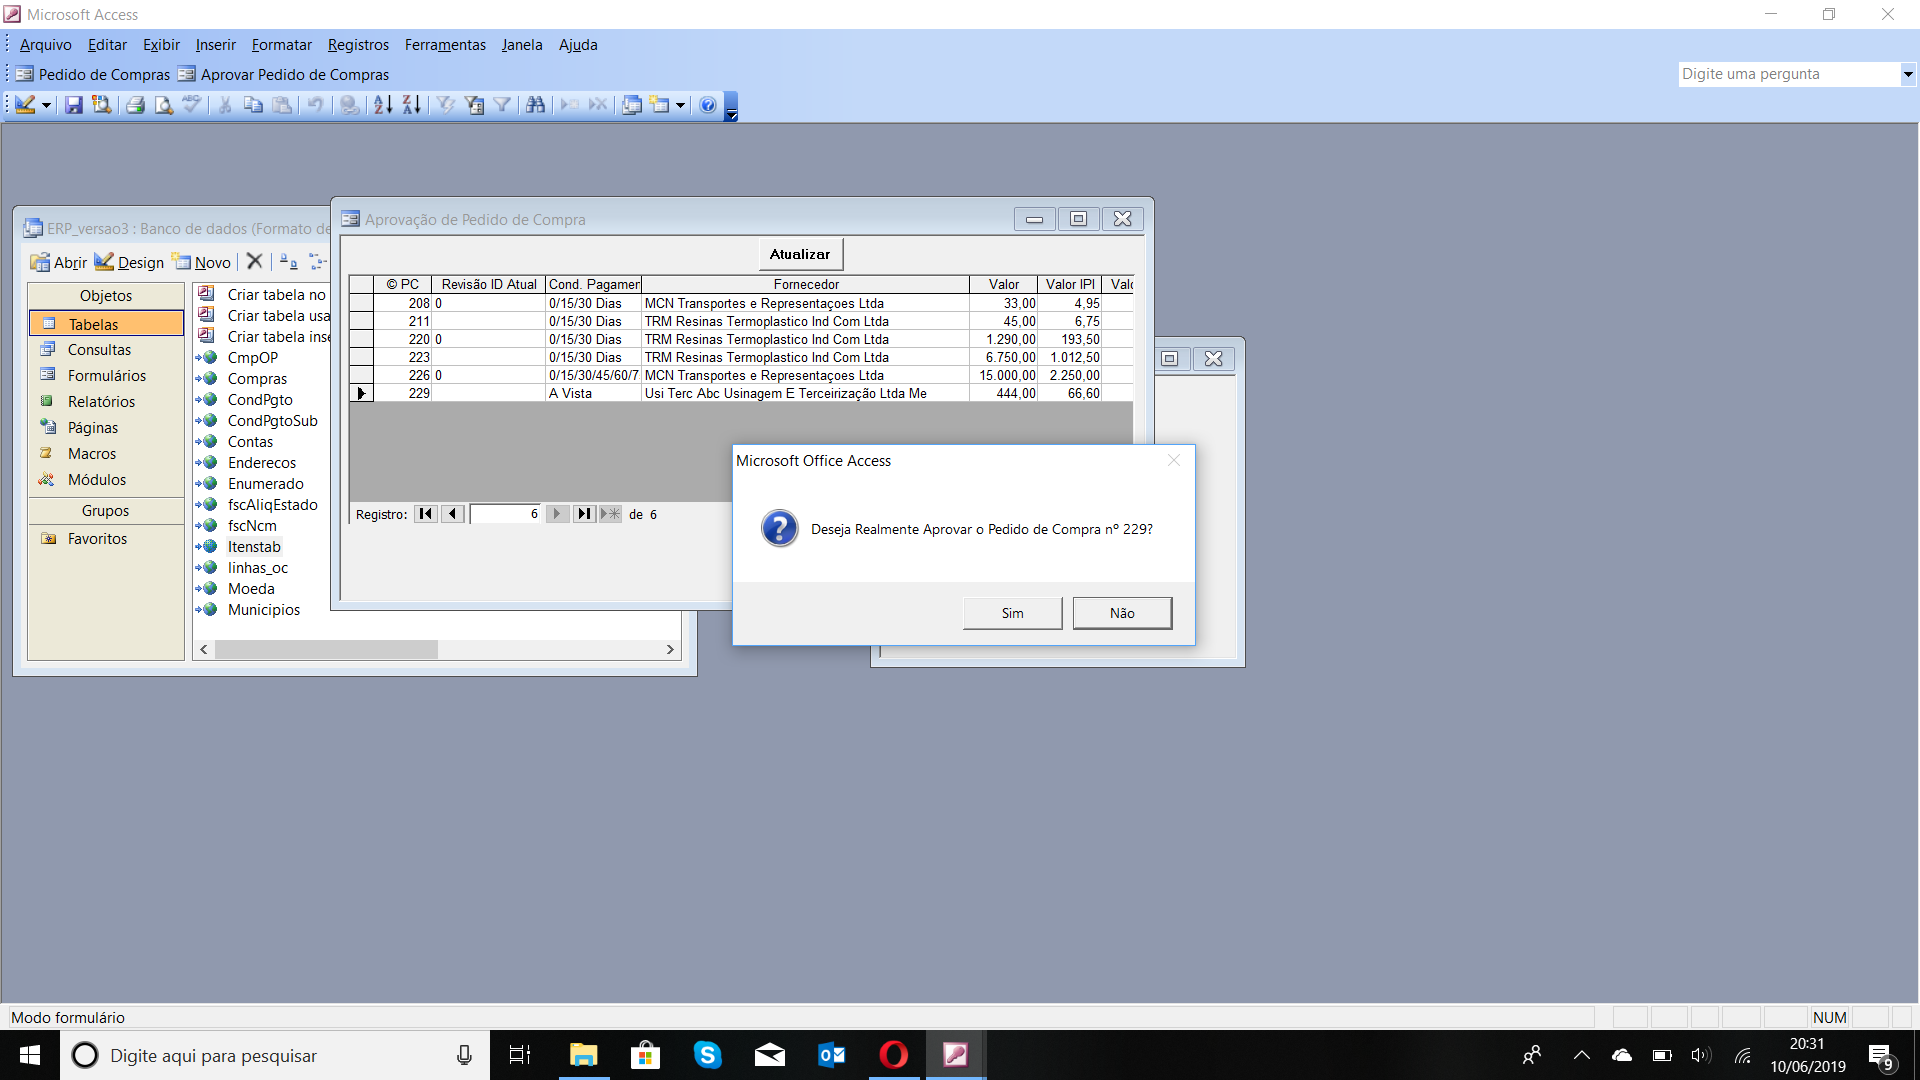 Microsoft Access
Arquivo Editar Exibir Inserir Formatar Registros Ferramentas Janela Ajuda
Pedido de Compras Aprovar Pedido de Compras
Digite uma pergunta
ERP_versao3 : Banco de dados (Formato de
Abrir Design Novo
Objetos
Tabelas
Consultas
Formulários
Relatórios
Páginas
Macros
Módulos
Grupos
Favoritos
Criar tabela no
Criar tabela usa
Criar tabela inse
CmpOP
Compras
CondPgto
CondPgtoSub
Contas
Enderecos
Enumerado
fscAliqEstado
fscNcm
Itenstab
linhas_oc
Moeda
Municipios
Aprovação de Pedido de Compra
Atualizar
© PC Revisão ID Atual Cond. Pagamen Fornecedor Valor Valor IPI Valo
208 0 0/15/30 Dias MCN Transportes e Representaçoes Ltda 33,00 4,95
211 0/15/30 Dias TRM Resinas Termoplastico Ind Com Ltda 45,00 6,75
220 0 0/15/30 Dias TRM Resinas Termoplastico Ind Com Ltda 1.290,00 193,50
223 0/15/30 Dias TRM Resinas Termoplastico Ind Com Ltda 6.750,00 1.012,50
226 0 0/15/30/45/60/7 MCN Transportes e Representaçoes Ltda 15.000,00 2.250,00
229 A Vista Usi Terc Abc Usinagem E Terceirização Ltda Me 444,00 66,60
Registro: 6 de 6
Microsoft Office Access
Deseja Realmente Aprovar o Pedido de Compra nº 229?
Sim Não
Modo formulário
NUM
Digite aqui para pesquisar
20:31
10/06/2019
9